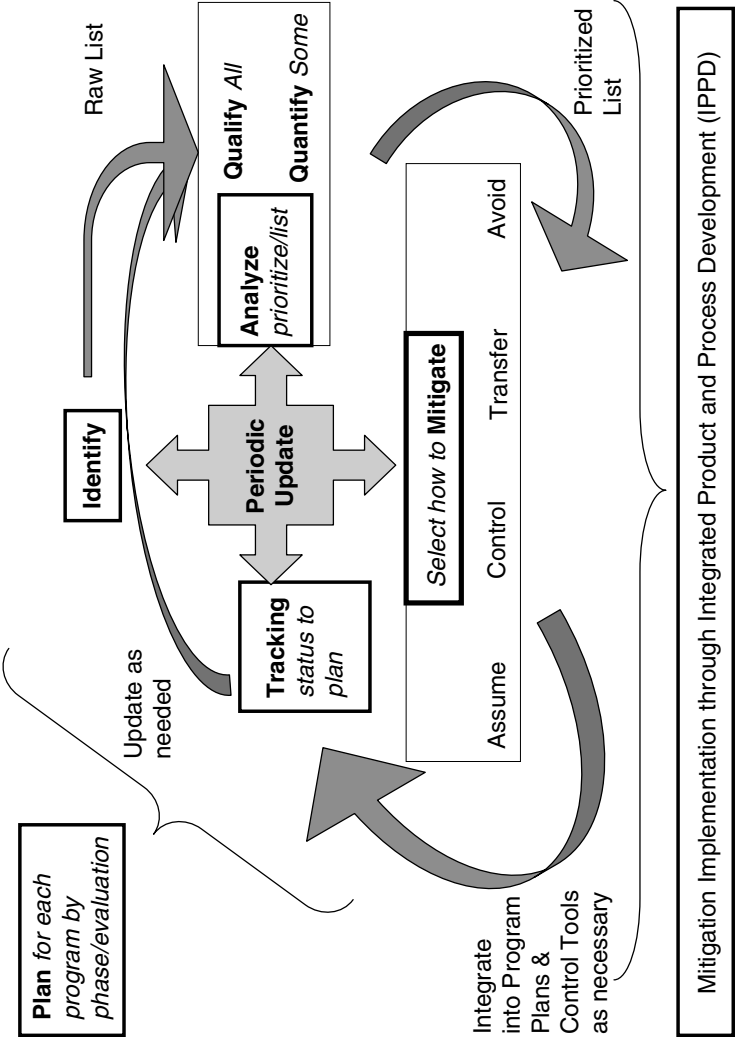 Plan for each
program by
phase/evaluation
Identify
Raw List
Update as
needed
Tracking
status to
plan
Periodic
Update
Analyze
prioritize/list
Qualify All
Quantify Some
Select how to Mitigate
Assume Control Transfer Avoid
Integrate
into Program
Plans &
Control Tools
as necessary
Prioritized
List
Mitigation Implementation through Integrated Product and Process Development (IPPD)